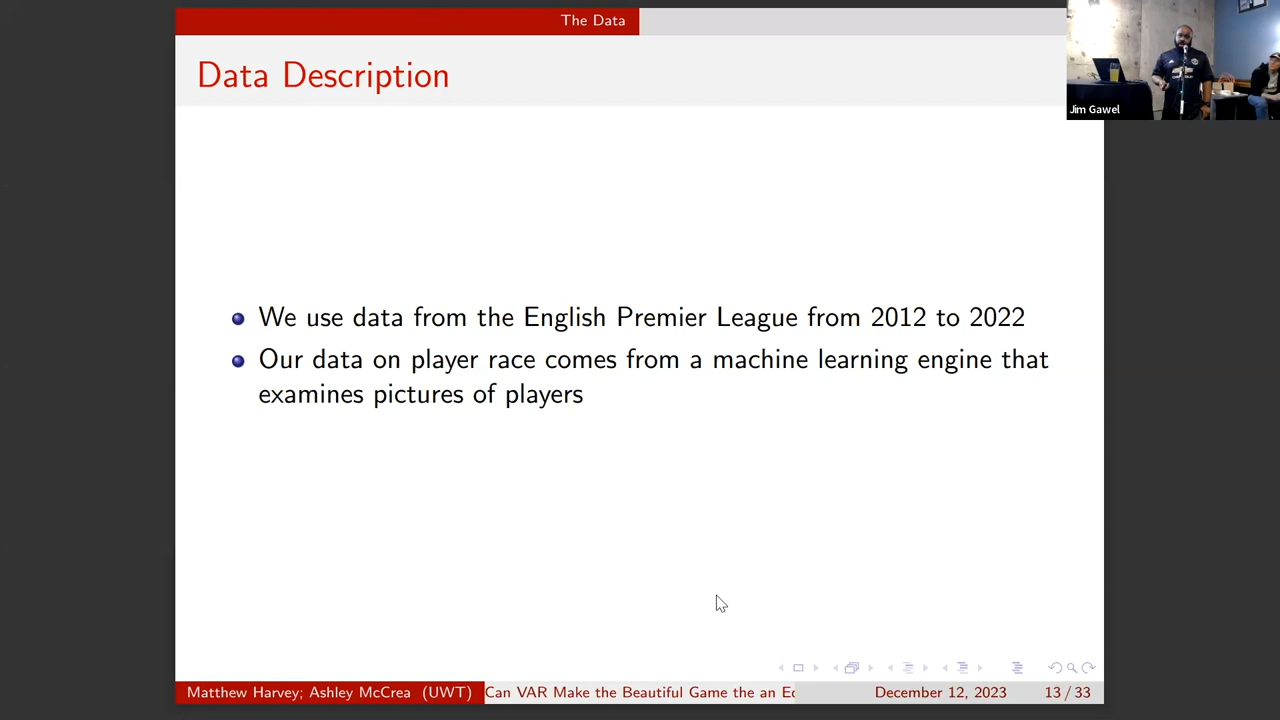 The Data
Data Description
Jim Gawel
We use data from the English Premier League from 2012 to 2022
Our data on player race comes from a machine learning engine that
examines pictures of players
Matthew Harvey; Ashley McCrea (UWT) Can VAR Make the Beautiful Game the an Ec December 12, 2023 13 / 33